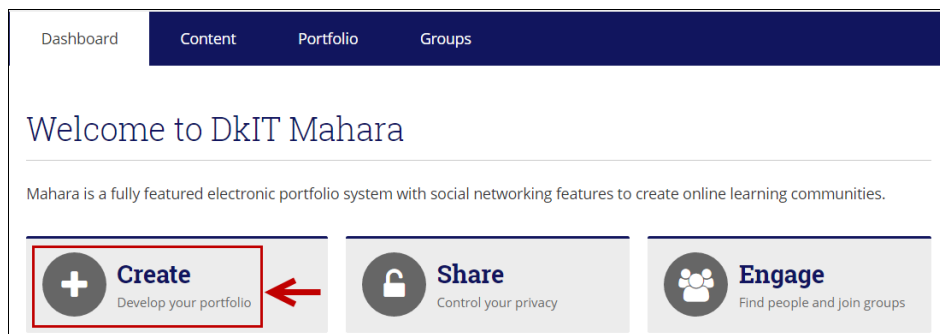 Dashboard Content Portfolio Groups
Welcome to DkIT Mahara
Mahara is a fully featured electronic portfolio system with social networking features to create online learning communities.
Create
Develop your portfolio
Share
Control your privacy
Engage
Find people and join groups